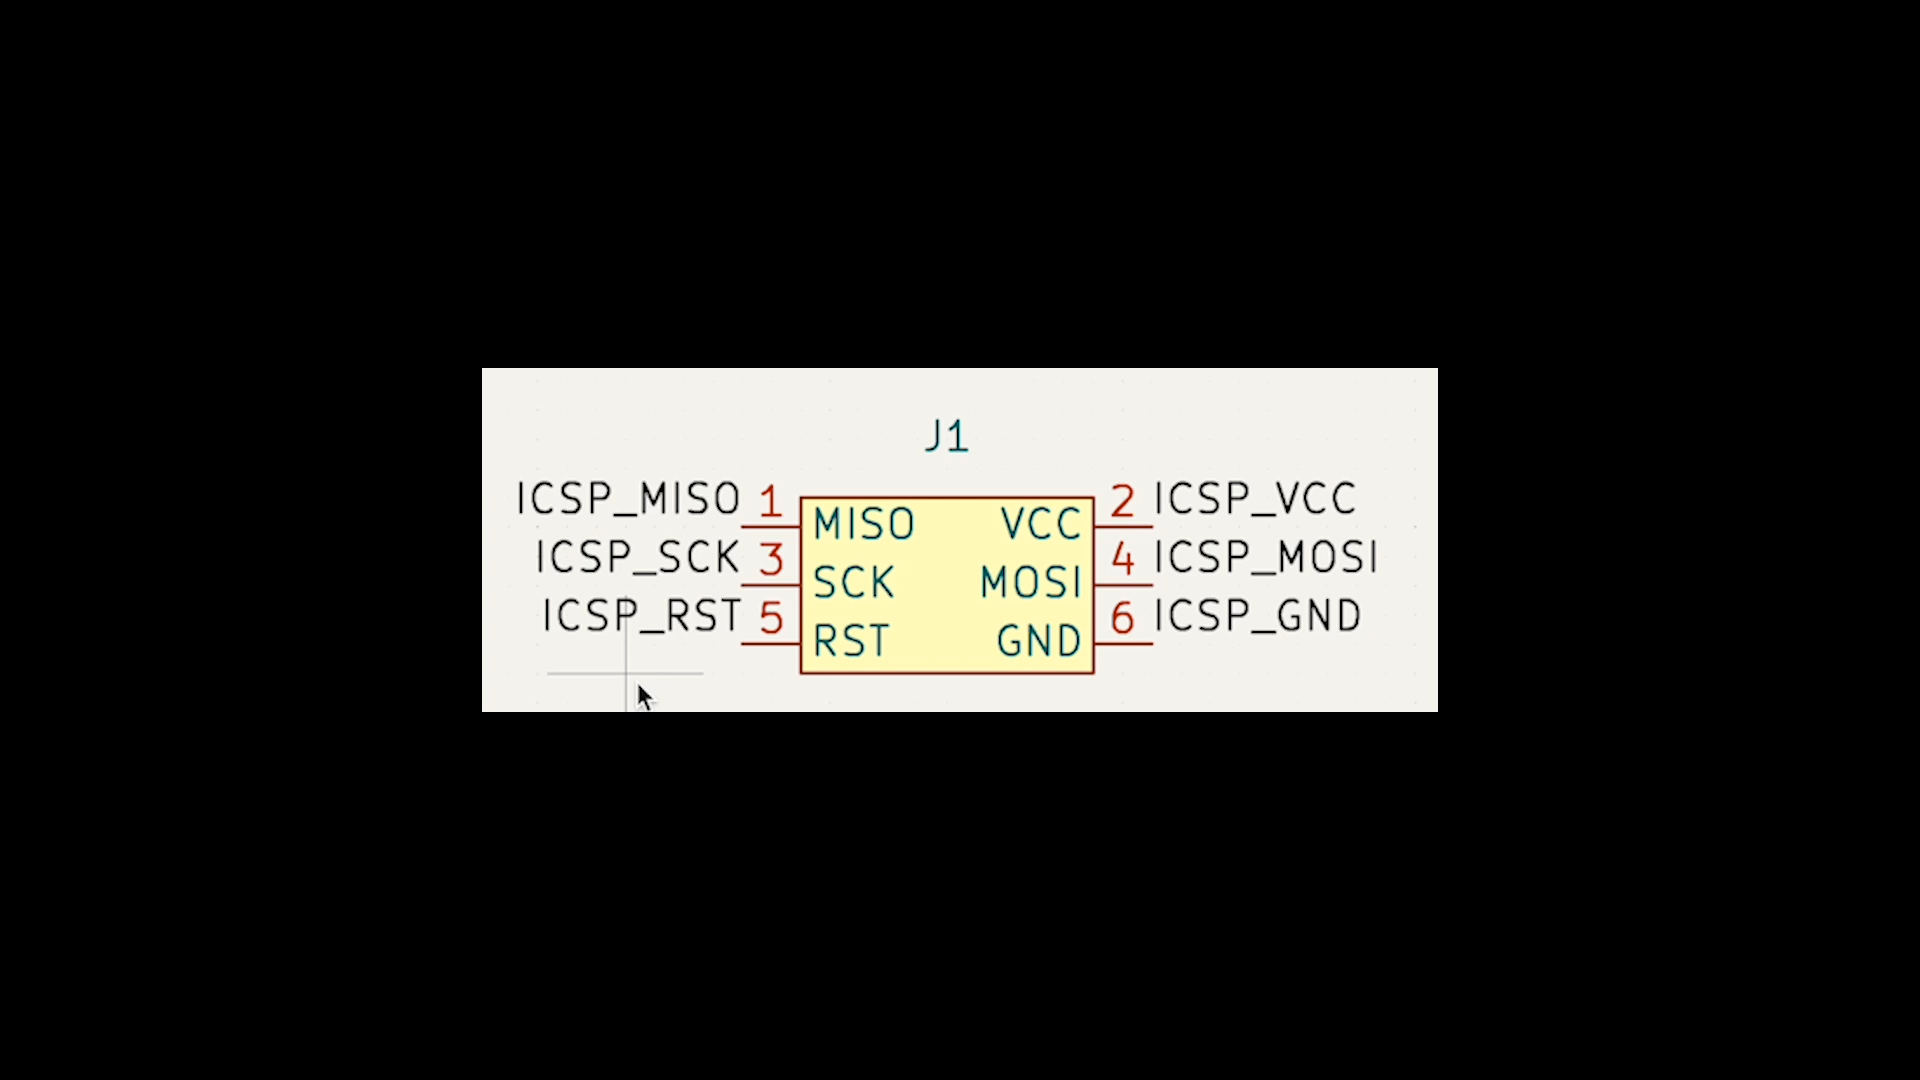 J1
ICSP_MISO 1 MISO VCC 2 ICSP_VCC
ICSP_SCK 3 SCK MOSI 4 ICSP_MOSI
ICSP_RST 5 RST GND 6 ICSP_GND